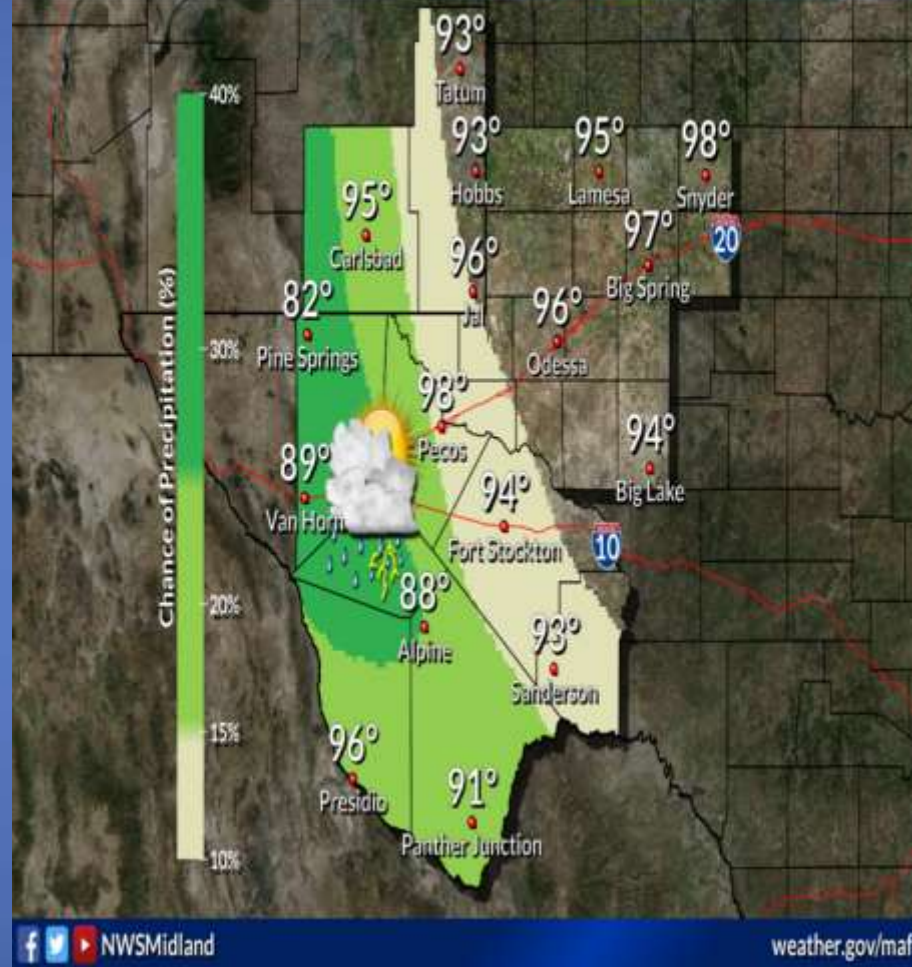 93°
Tatum
40%
93°
Hobbs
95°
Lamesa
98°
Snyder
95°
Carlsbad
97°
Big Spring
20
96°
Jal
82°
Pine Springs
96°
Odessa
30%
Chance of Precipitation (%)
98°
Pecos
94°
Big Lake
89°
Van Horn
94°
Fort Stockton
10
20%
88°
Alpine
93°
Sanderson
15%
96°
Presidio
91°
Panther Junction
10%
NWSMidland
weather.gov/maf